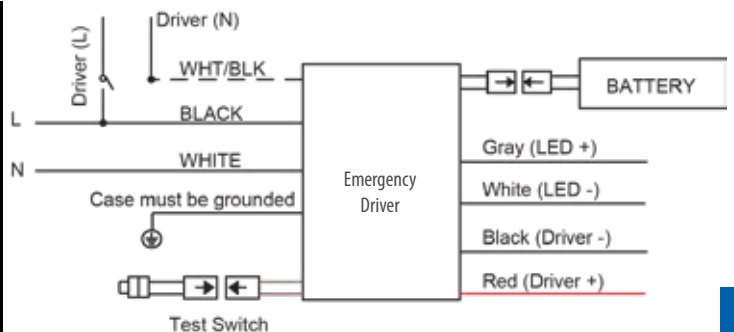 Driver (N)
Driver (L)
WHT/BLK
BLACK
L
WHITE
N
Case must be grounded
Test Switch
Emergency
Driver
BATTERY
Gray (LED +)
White (LED -)
Black (Driver -)
Red (Driver +)